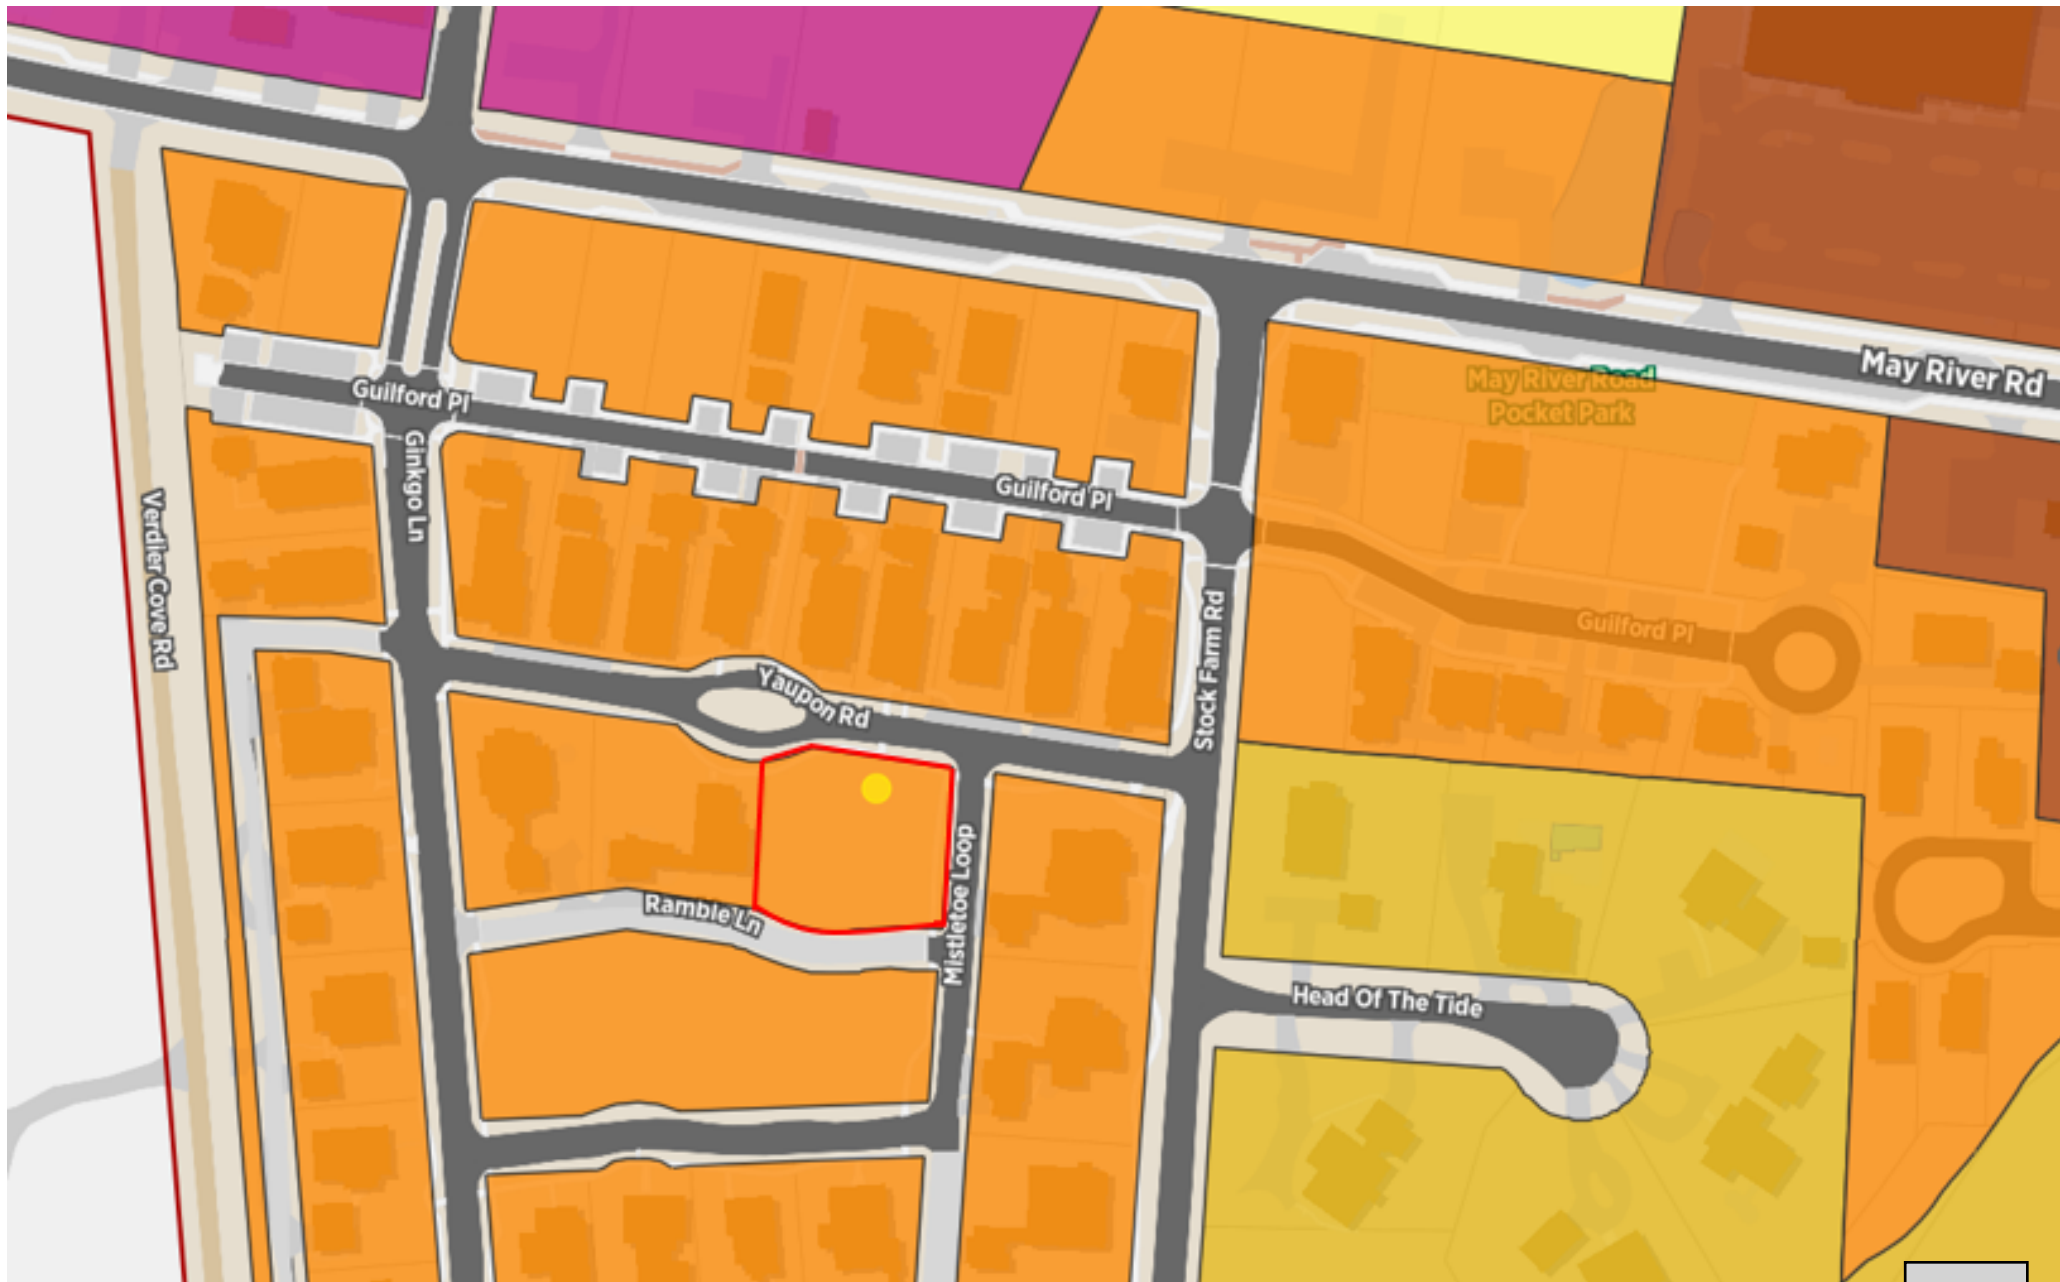 May River Rd
May River Road
Pocket Park
Guilford Pl
Ginkgo Ln
Guilford Pl
Verdier Cove Rd
Stock Farm Rd
Guilford Pl
Yaupon Rd
Mistletoe Loop
Ramble Ln
Head Of The Tide